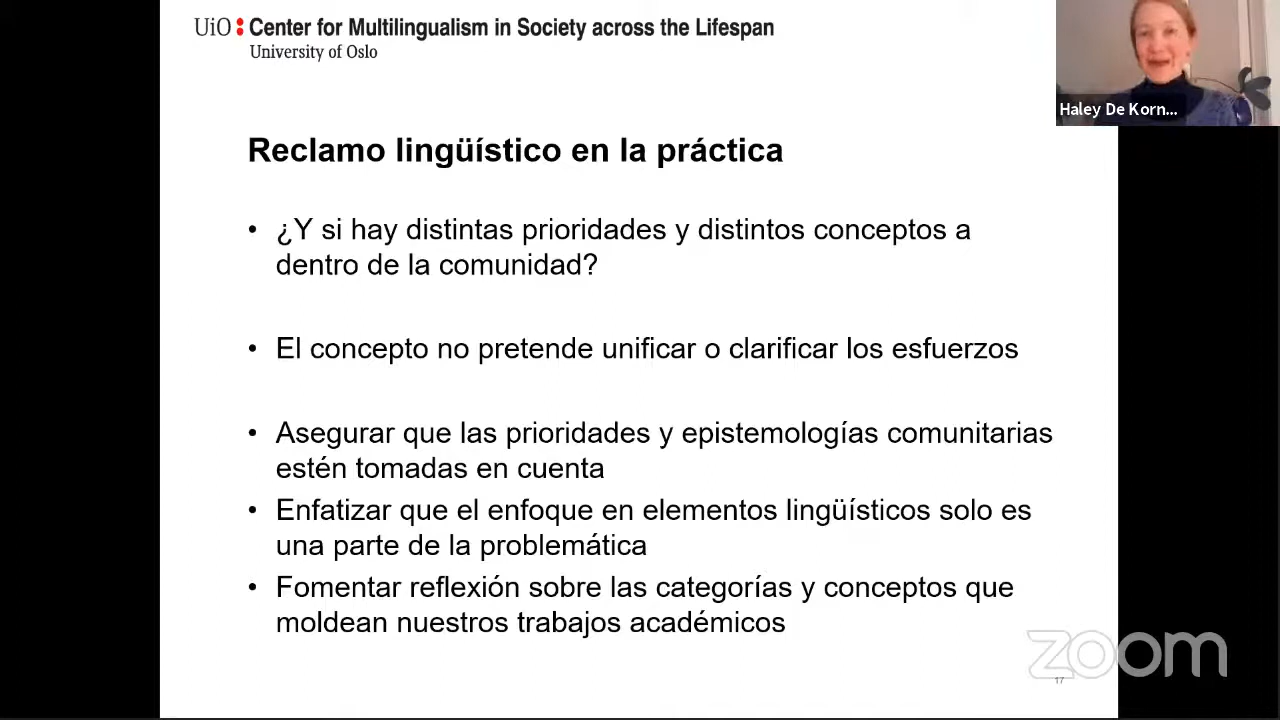 UiO : Center for Multilingualism in Society across the Lifespan
University of Oslo
Haley De Korn...
Reclamo lingüístico en la práctica
• ¿Y si hay distintas prioridades y distintos conceptos a
dentro de la comunidad?
• El concepto no pretende unificar o clarificar los esfuerzos
• Asegurar que las prioridades y epistemologías comunitarias
estén tomadas en cuenta
• Enfatizar que el enfoque en elementos lingüísticos solo es
una parte de la problemática
• Fomentar reflexión sobre las categorías y conceptos que
moldean nuestros trabajos académicos
zoom
17